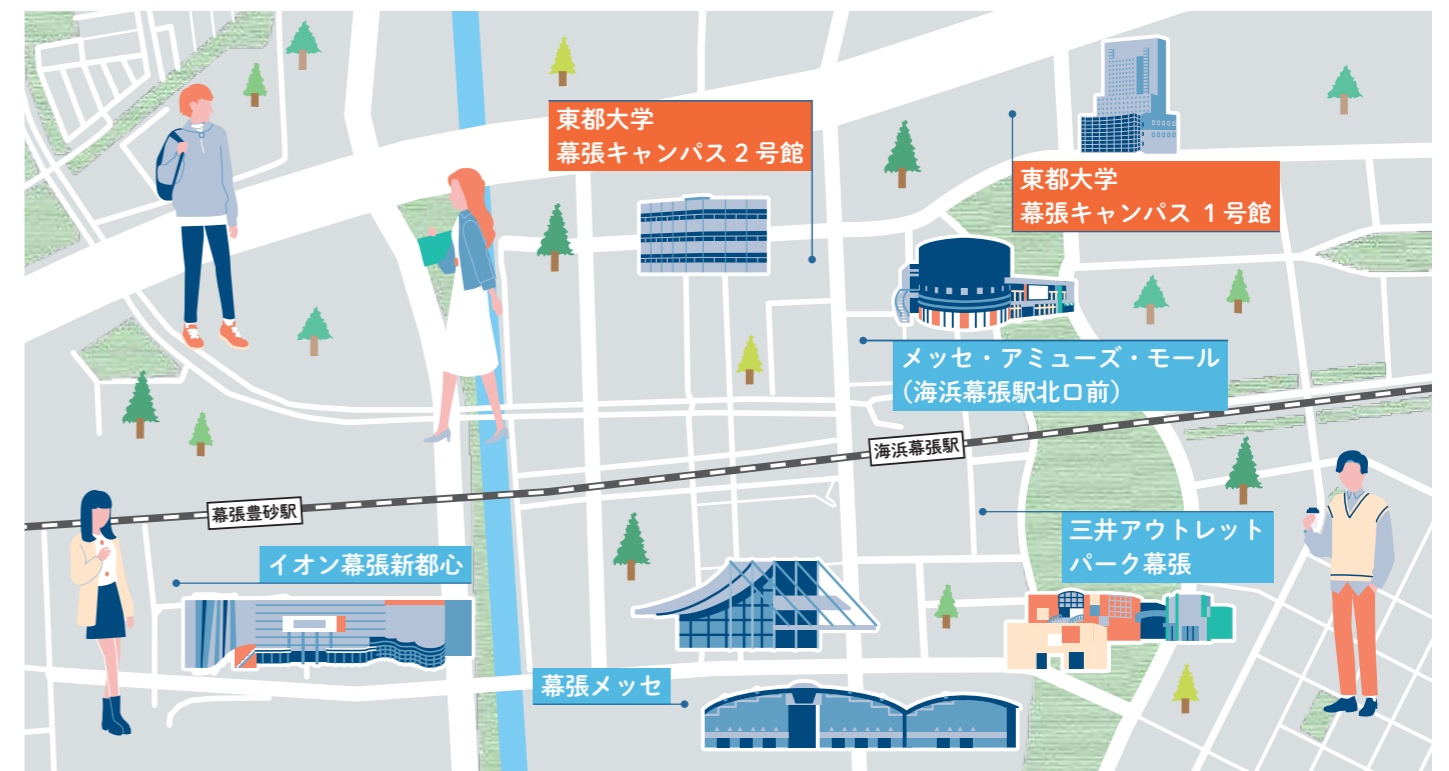 東都大学
幕張キャンパス 2 号館
東都大学
幕張キャンパス 1 号館
メッセ・アミューズ・モール
(海浜幕張駅北口前)
海浜幕張駅
幕張豊砂駅
三井アウトレット
パーク幕張
イオン幕張新都心
幕張メッセ